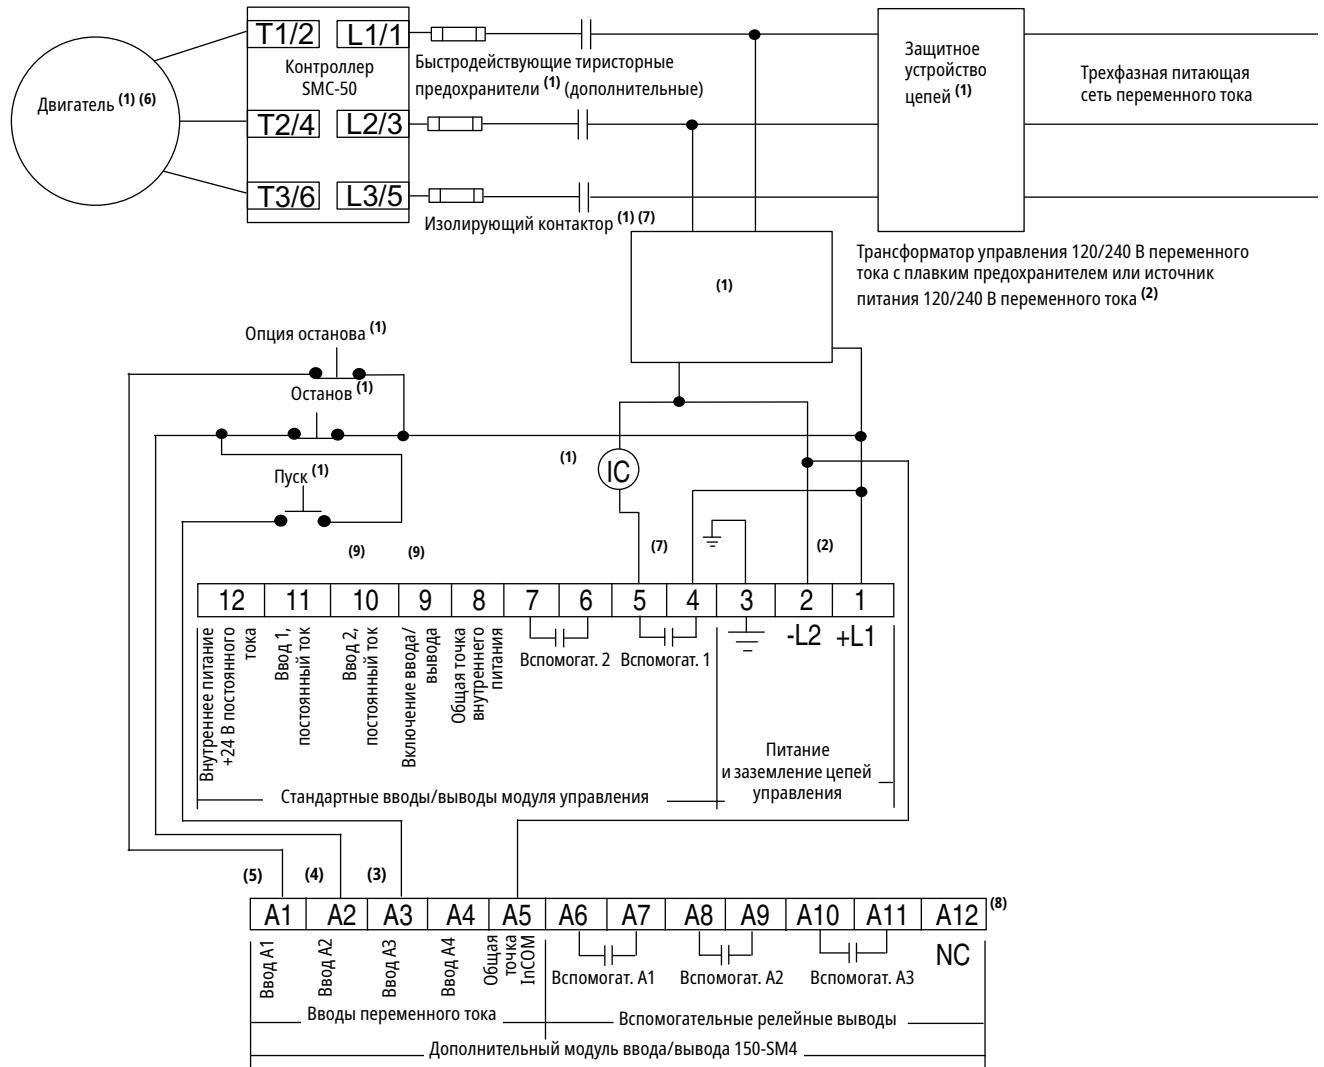 T1/2 L1/1
T2/4 L2/3
T3/6 L3/5
Контроллер
SMC-50
Двигатель (1) (6)
Быстродействующие тиристорные
предохранители (1) (дополнительные)
Изолирующий контактор (1) (7)
Защитное
устройство
цепей (1)
Трехфазная питающая
сеть переменного тока
(1)
Трансформатор управления 120/240 В переменного
тока с плавким предохранителем или источник
питания 120/240 В переменного тока (2)
Опция останова (1)
Останов (1)
Пуск (1)
(1)
IC
(9) (9) (7) (2)
12 11 10 9 8 7 6 5 4 3 2 1
-L2 +L1
Внутреннее питание
+24 В постоянного
тока
Ввод 1,
постоянный ток
Ввод 2,
постоянный ток
Включение ввода/
вывода
Общая точка
внутреннего
питания
Вспомогат. 2
Вспомогат. 1
Стандартные вводы/выводы модуля управления
Питание
и заземление цепей
управления
(5) (4) (3)
A1 A2 A3 A4 A5 A6 A7 A8 A9 A10 A11 A12 (8)
Ввод A1
Ввод A2
Ввод A3
Ввод A4
Общая
точка
InCOM
Вспомогат. A1
Вспомогат. A2
Вспомогат. A3
NC
Вводы переменного тока
Вспомогательные релейные выводы
Дополнительный модуль ввода/вывода 150-SM4